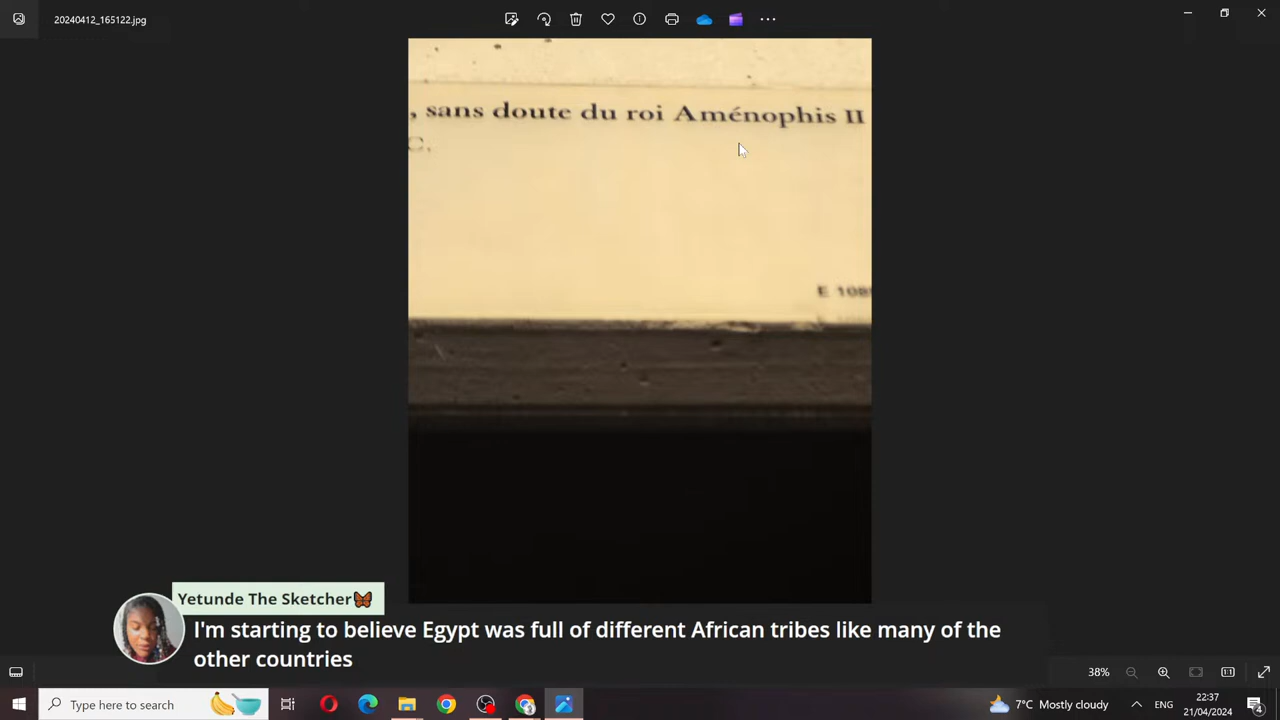 20240412_165122.jpg
, sans doute du roi Aménophis II
C.
E 108
Yetunde The Sketcher🦋
I'm starting to believe Egypt was full of different African tribes like many of the
other countries
38%
Type here to search
7°C Mostly cloudy
ENG
22:37
21/04/2024
4